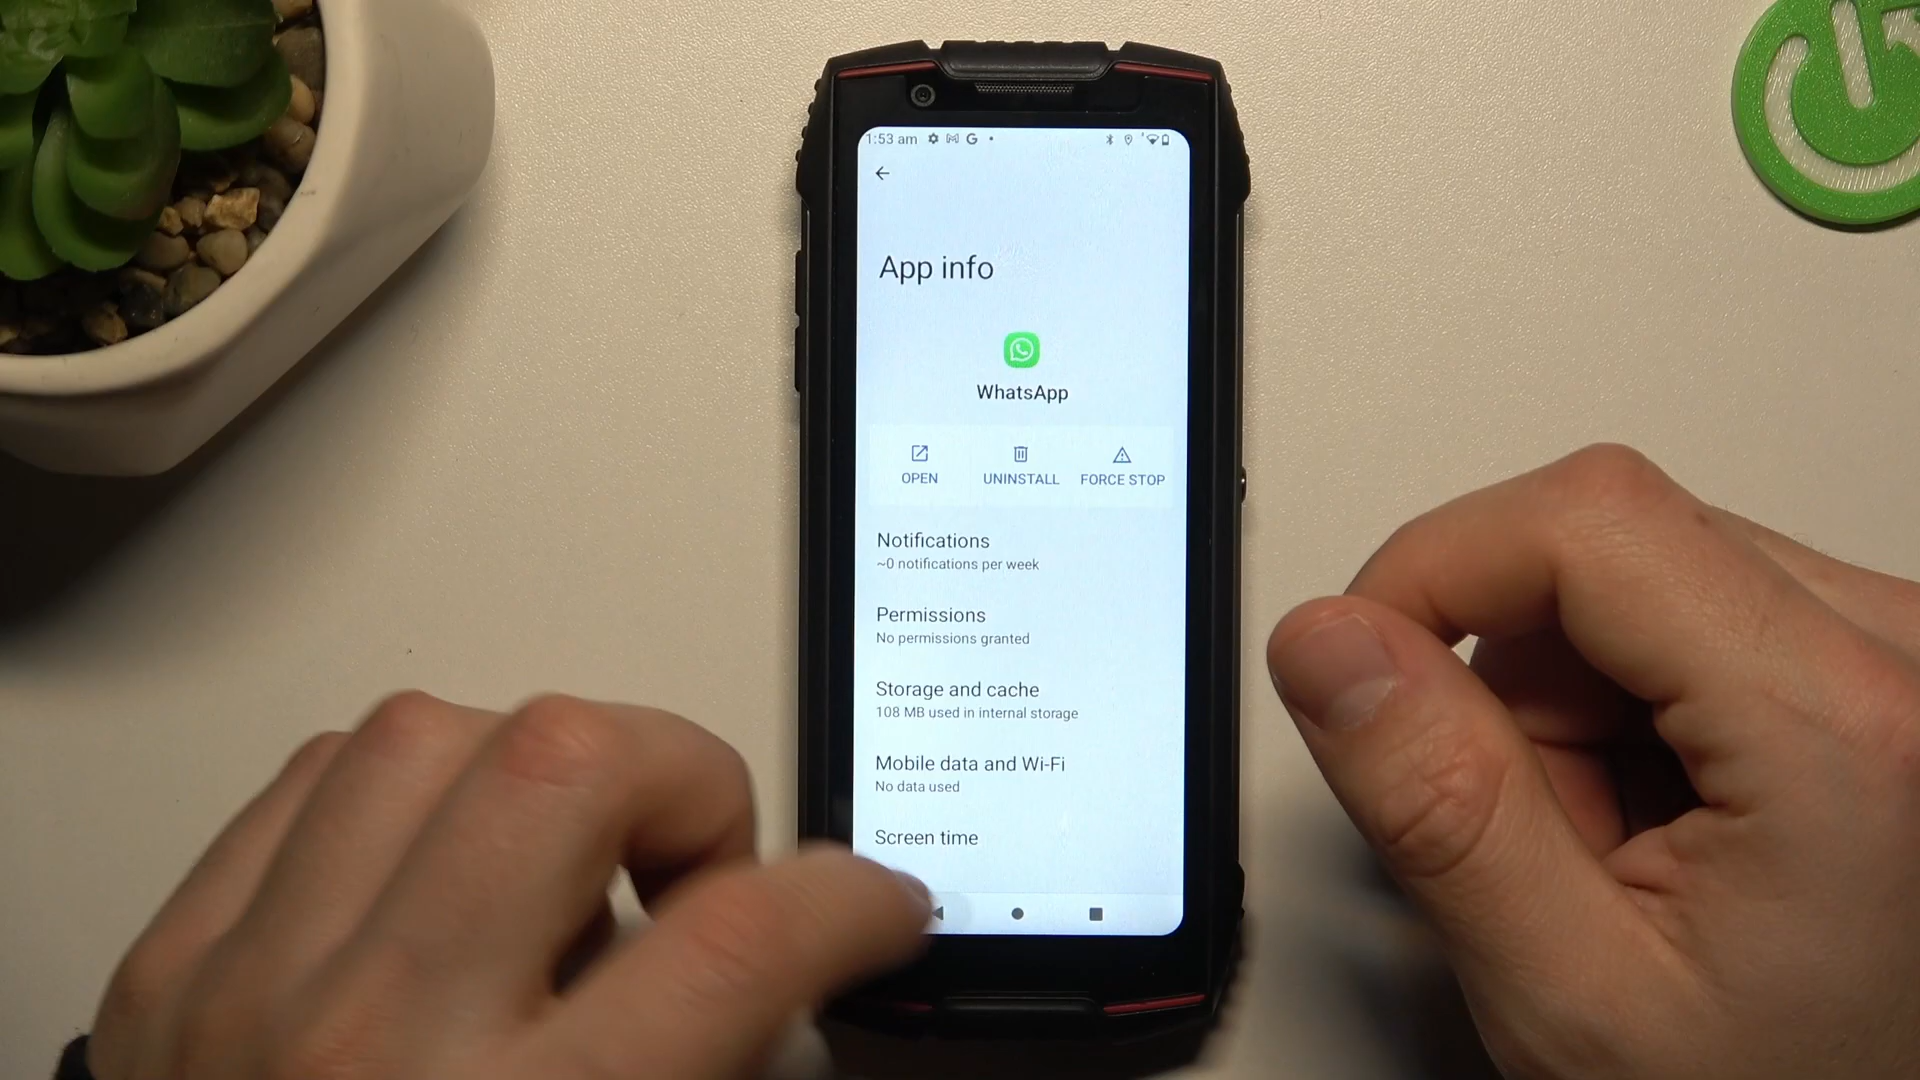 1:53 am
App info
WhatsApp
OPEN UNINSTALL FORCE STOP
Notifications
~0 notifications per week
Permissions
No permissions granted
Storage and cache
108 MB used in internal storage
Mobile data and Wi-Fi
No data used
Screen time